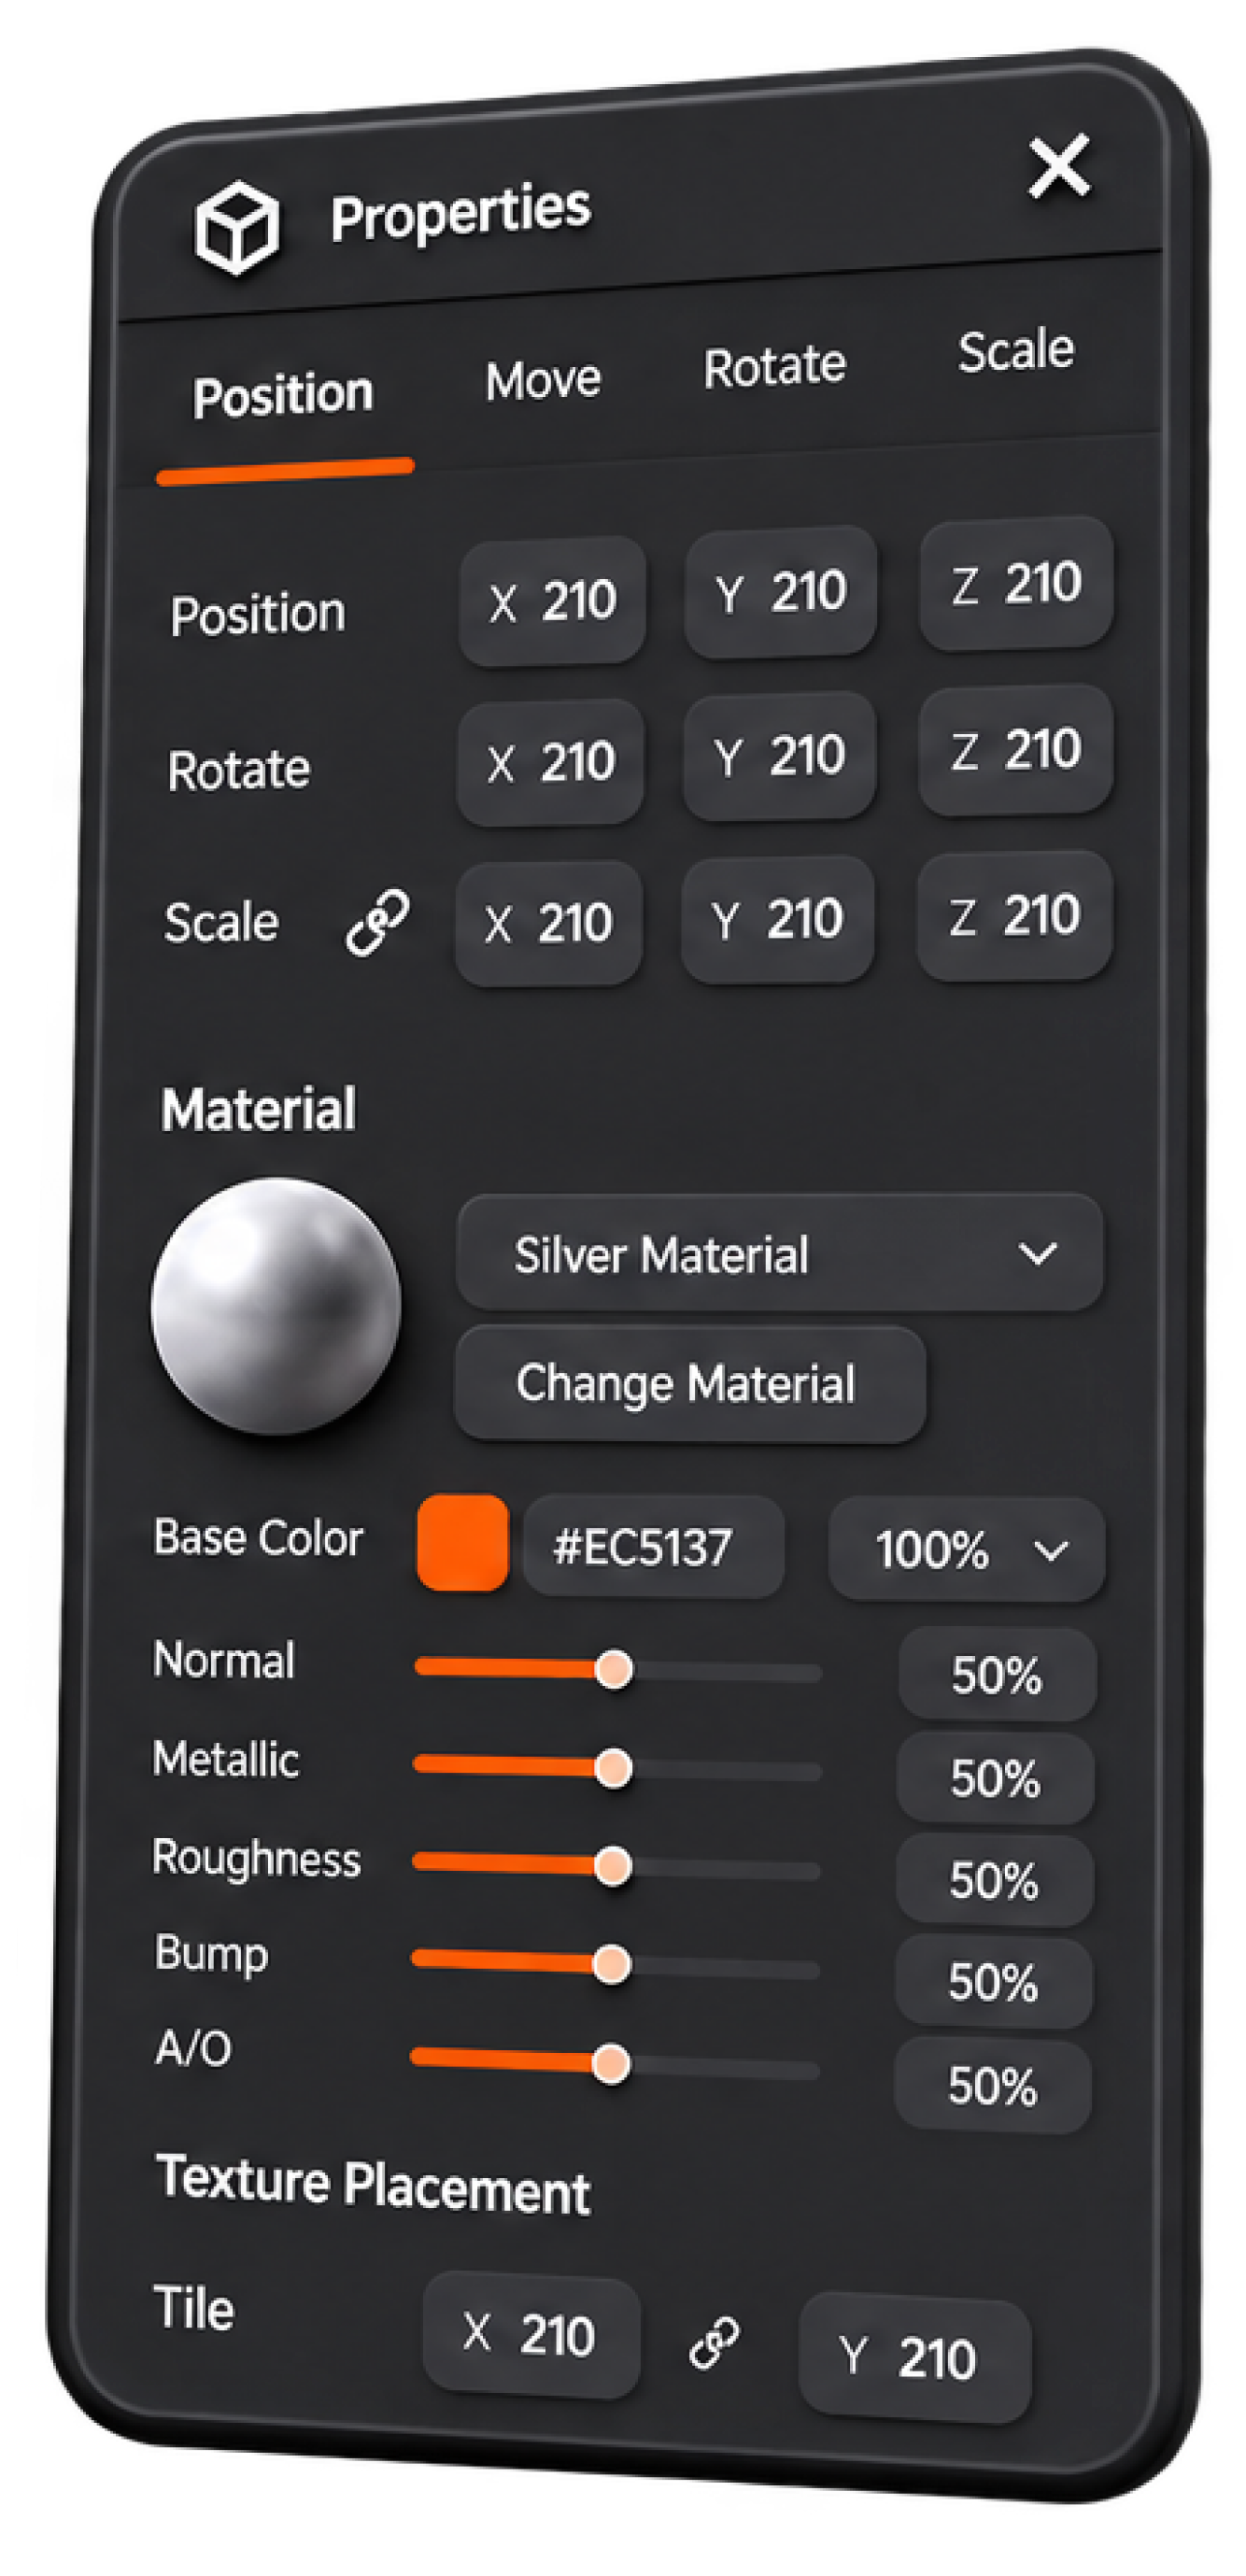 Properties
Position Move Rotate Scale
Position X 210 Y 210 Z 210
Rotate X 210 Y 210 Z 210
Scale X 210 Y 210 Z 210
Material
Silver Material
Change Material
Base Color #EC5137 100%
Normal 50%
Metallic 50%
Roughness 50%
Bump 50%
A/O 50%
Texture Placement
Tile X 210 Y 210